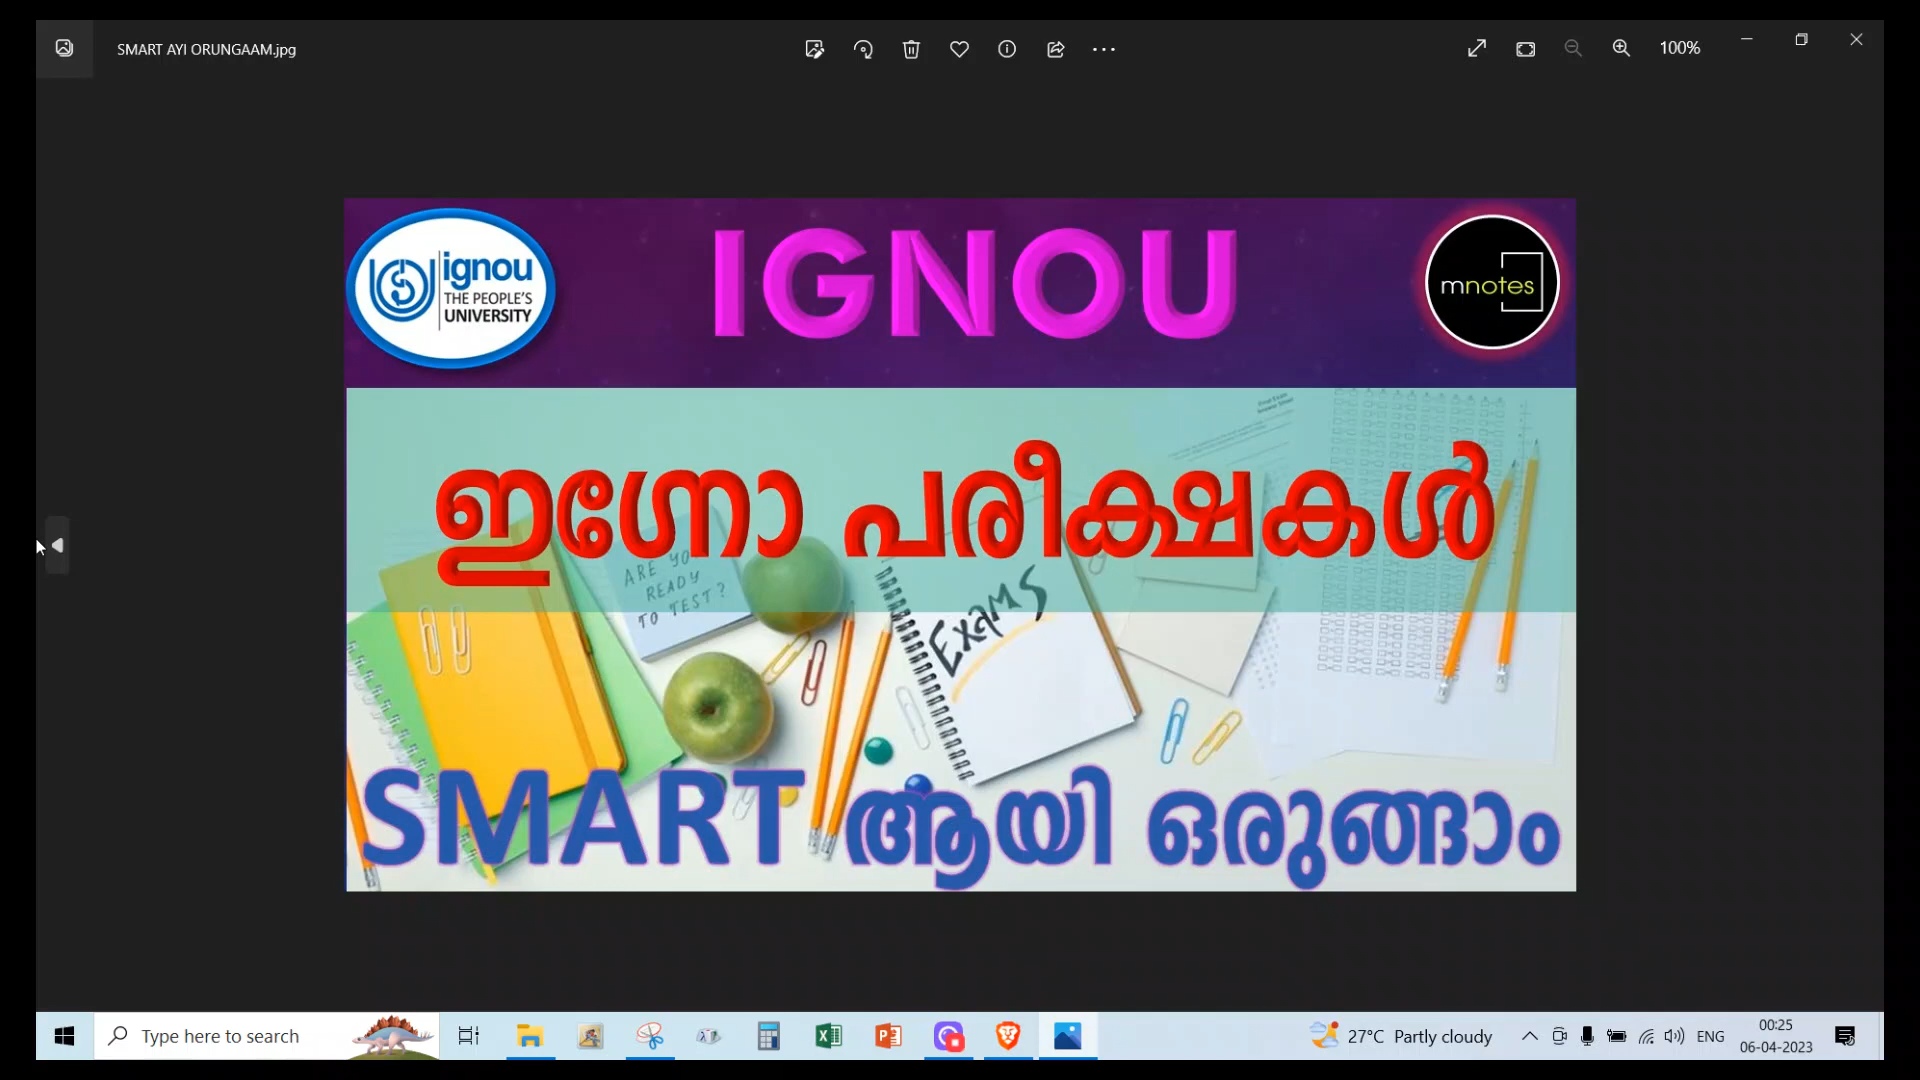 SMART AYI ORUNGAAM.jpg
100%
ignou
THE PEOPLE'S
UNIVERSITY
IGNOU
mnotes
ഇഗ്നോ പരീക്ഷകൾ
ARE YOU
READY
TO TEST?
Exams
SMART ആയി ഒരുങ്ങാം
Type here to search
27°C Partly cloudy
ENG
00:25
06-04-2023